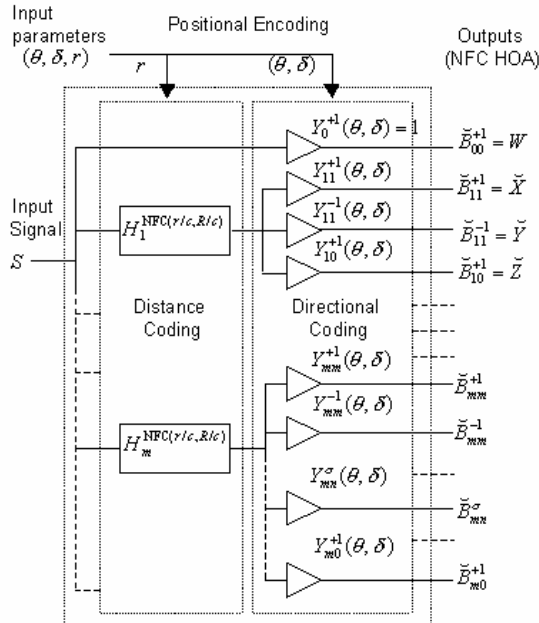 Input
parameters
(θ, δ, r)
Positional Encoding
r
(θ, δ)
Outputs
(NFC HOA)
Y_0^{+1}(θ, δ) = 1
B̆_{00}^{+1} = W
Y_{11}^{+1}(θ, δ)
B̆_{11}^{+1} = X̆
Input
Signal
S
H_1^{NFC(r/c,R/c)}
Y_{11}^{-1}(θ, δ)
B̆_{11}^{-1} = Y̆
Y_{10}^{+1}(θ, δ)
B̆_{10}^{+1} = Z̆
Distance
Coding
Directional
Coding
Y_{mm}^{+1}(θ, δ)
B̆_{mm}^{+1}
H_m^{NFC(r/c,R/c)}
Y_{mm}^{-1}(θ, δ)
B̆_{mm}^{-1}
Y_{mn}^{σ}(θ, δ)
B̆_{mn}^{σ}
Y_{m0}^{+1}(θ, δ)
B̆_{m0}^{+1}